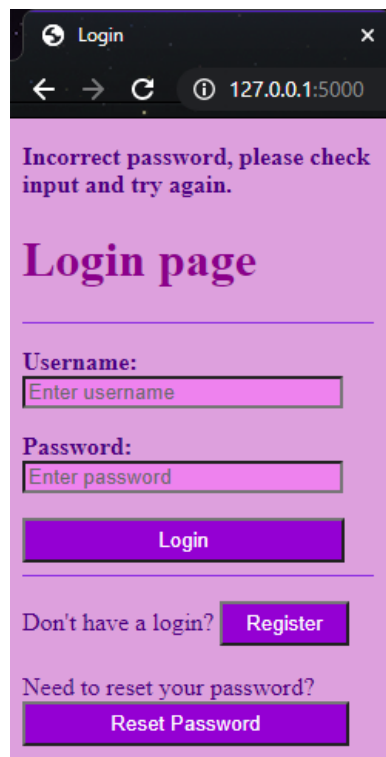 Login
127.0.0.1:5000
Incorrect password, please check
input and try again.
Login page
Username:
Enter username
Password:
Enter password
Login
Don't have a login? Register
Need to reset your password?
Reset Password